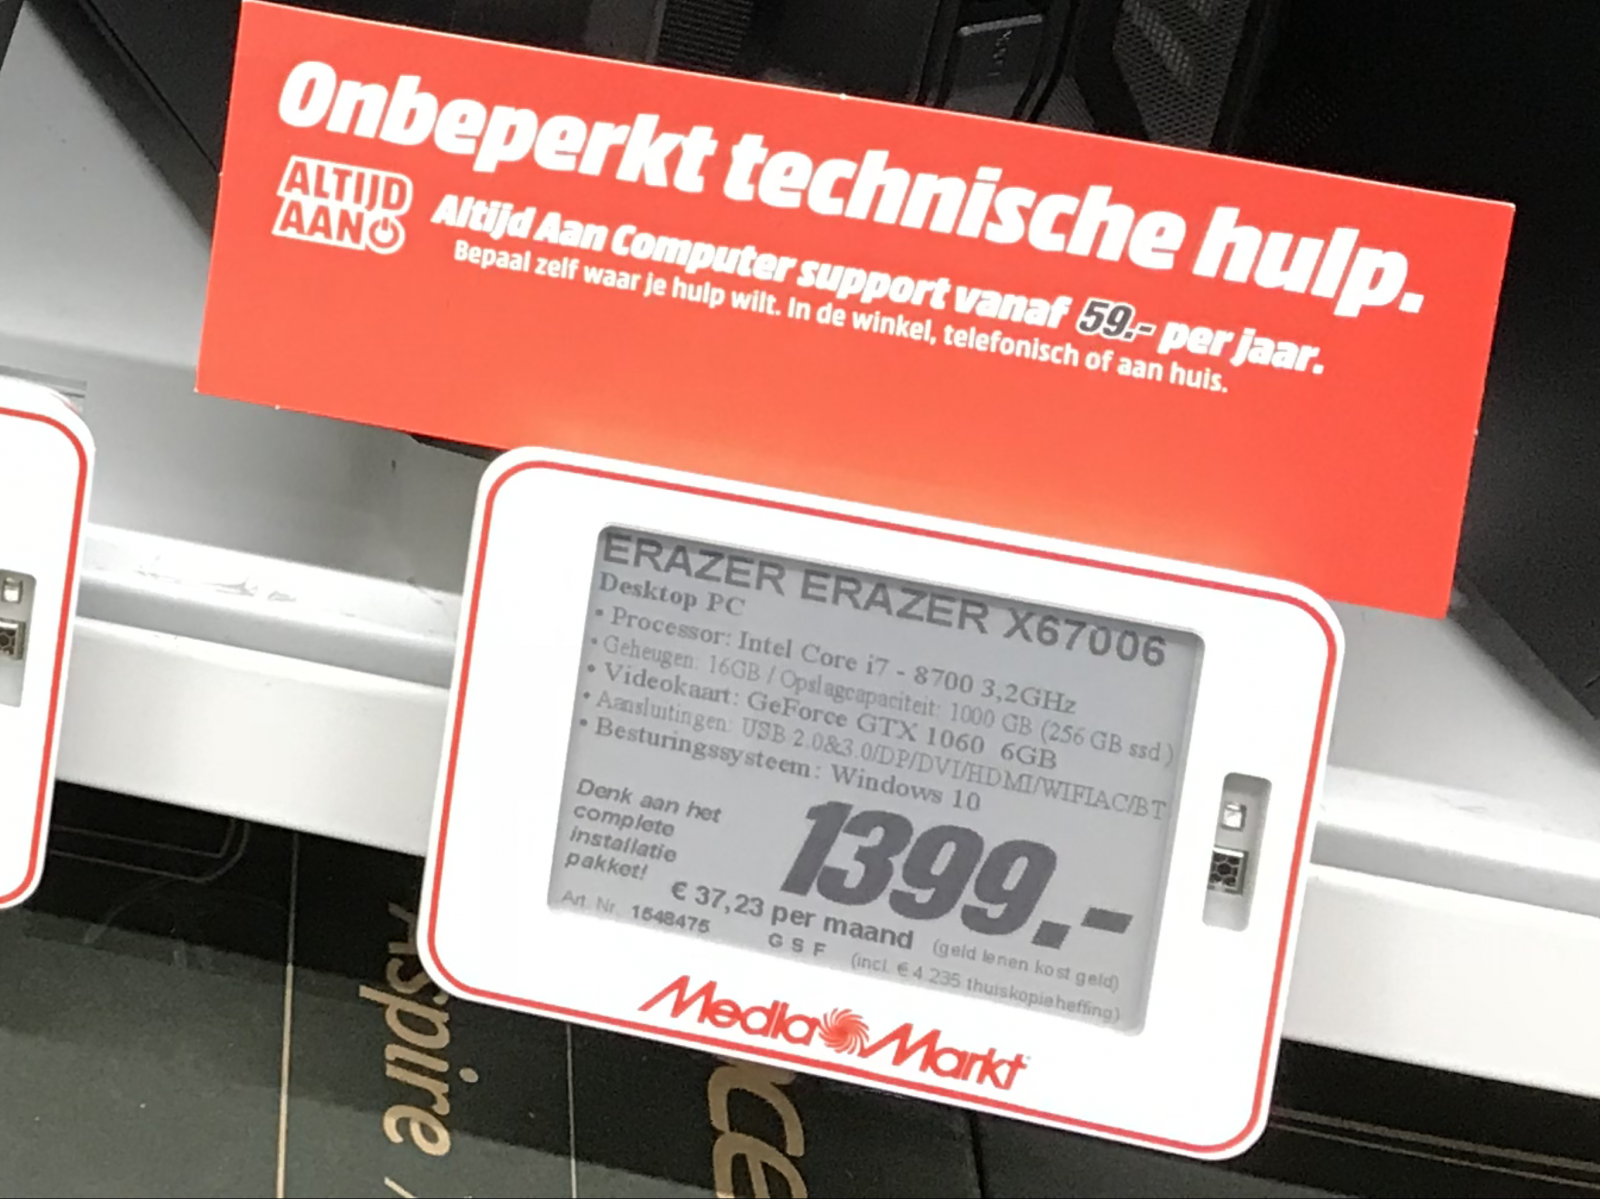 Onbeperkt technische hulp.
ALTIJD
AAN
Altijd Aan Computer support vanaf 59.- per jaar.
Bepaal zelf waar je hulp wilt. In de winkel, telefonisch of aan huis.
ERAZER ERAZER X67006
Desktop PC
• Processor: Intel Core i7 - 8700 3,2GHz
• Geheugen: 16GB / Opslagcapaciteit: 1000 GB (256 GB ssd)
• Videokaart: GeForce GTX 1060 6GB
• Aansluitingen: USB 2.0&3.0/DP/DVI/HDMI/WIFIAC/BT
• Besturingssysteem: Windows 10
Denk aan het
complete
installatie
pakket!
1399.-
€ 37,23 per maand (geld lenen kost geld)
Art. Nr. 1548475 G S F (incl. € 4.235 thuiskopieheffing)
Media Markt
Aspire